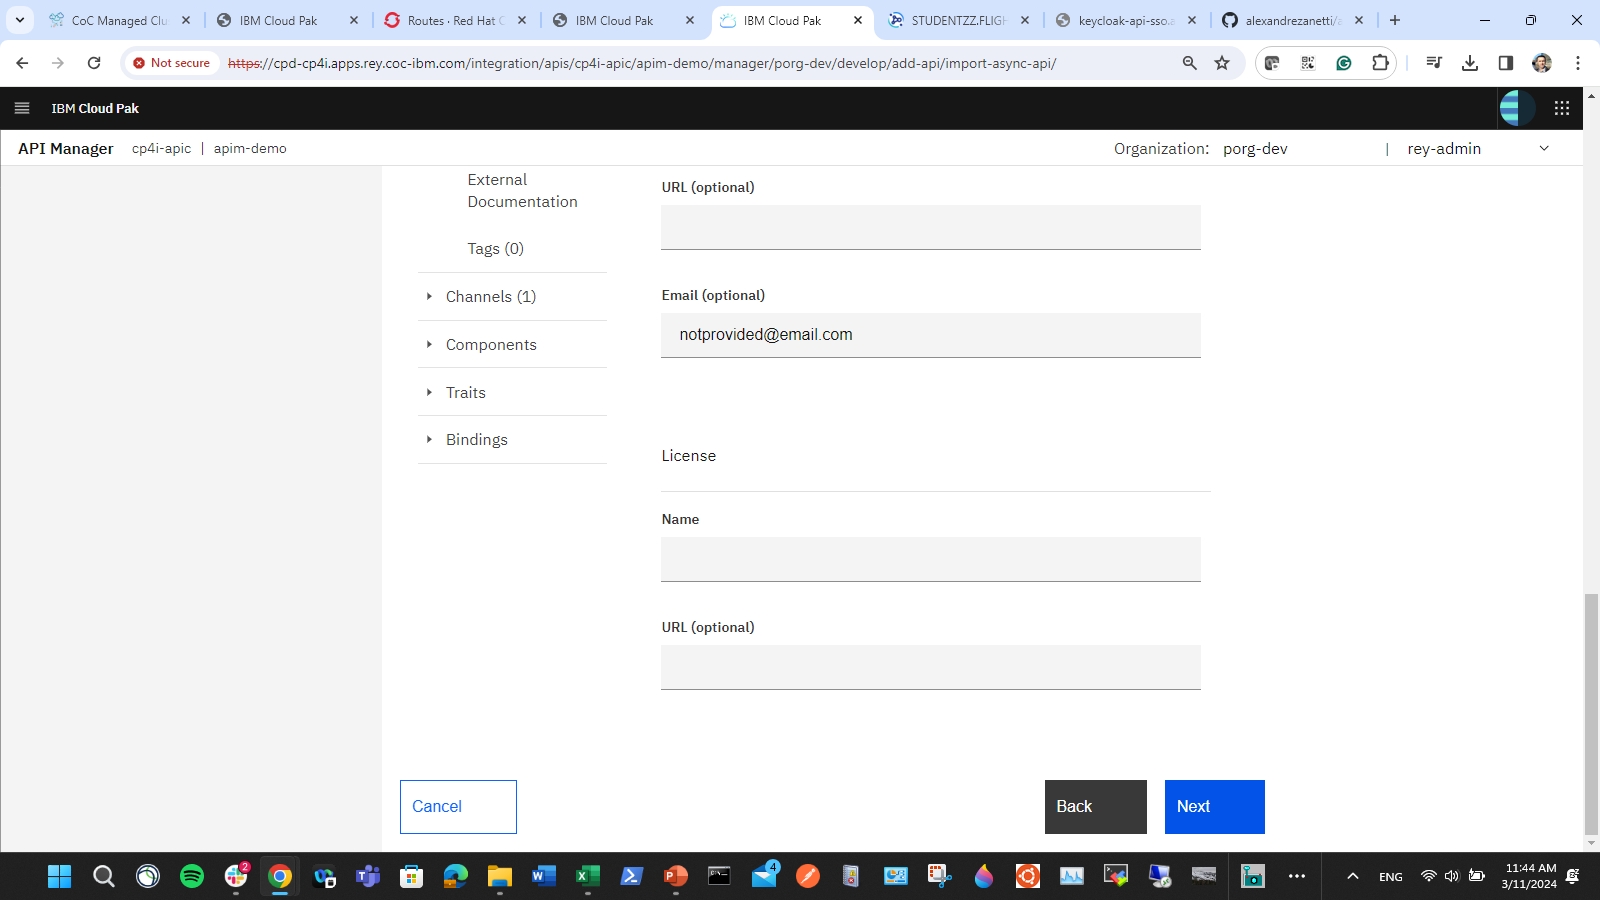 CoC Managed Clu
IBM Cloud Pak
Routes · Red Hat C
IBM Cloud Pak
IBM Cloud Pak
STUDENTZZ.FLIGH
keycloak-api-sso.a
alexandrezanetti/a
Not secure
https://cpd-cp4i.apps.rey.coc-ibm.com/integration/apis/cp4i-apic/apim-demo/manager/porg-dev/develop/add-api/import-async-api/
IBM Cloud Pak
API Manager cp4i-apic | apim-demo
Organization: porg-dev | rey-admin
External
Documentation
Tags (0)
Channels (1)
Components
Traits
Bindings
URL (optional)
Email (optional)
notprovided@email.com
License
Name
URL (optional)
Cancel
Back
Next
2
4
ENG
11:44 AM
3/11/2024